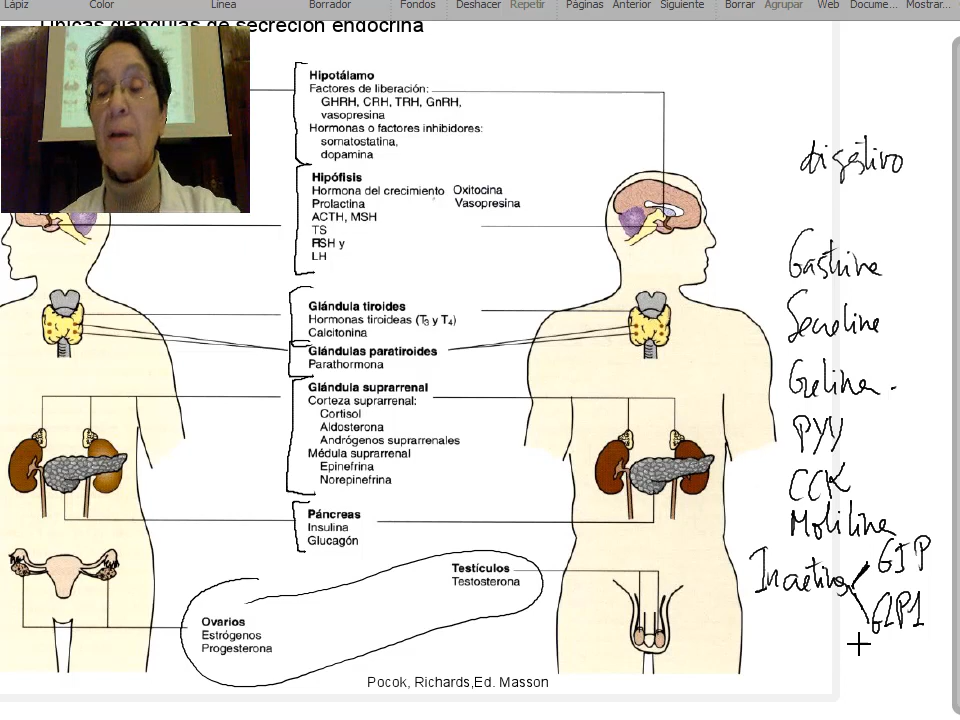 Lápiz Color Línea Borrador Fondos Deshacer Repetir Páginas Anterior Siguiente Borrar Agrupar Web Docume... Mostrar...
Únicas glándulas de secreción endocrina
Hipotálamo
Factores de liberación:
GHRH, CRH, TRH, GnRH,
vasopresina
Hormonas o factores inhibidores:
somatostatina,
dopamina
Hipófisis
Hormona del crecimiento Oxitocina
Prolactina Vasopresina
ACTH, MSH
TS
FSH y
LH
Glándula tiroides
Hormonas tiroideas (T3 y T4)
Calcitonina
Glándulas paratiroides
Parathormona
Glándula suprarrenal
Corteza suprarrenal:
Cortisol
Aldosterona
Andrógenos suprarrenales
Médula suprarrenal
Epinefrina
Norepinefrina
Páncreas
Insulina
Glucagón
Testículos
Testosterona
Ovarios
Estrógenos
Progesterona
Pocok, Richards,Ed. Masson
digestivo
Gastrina
Secretina
Grelina.
PYY
CCK
Motilina
GIP
GLP1